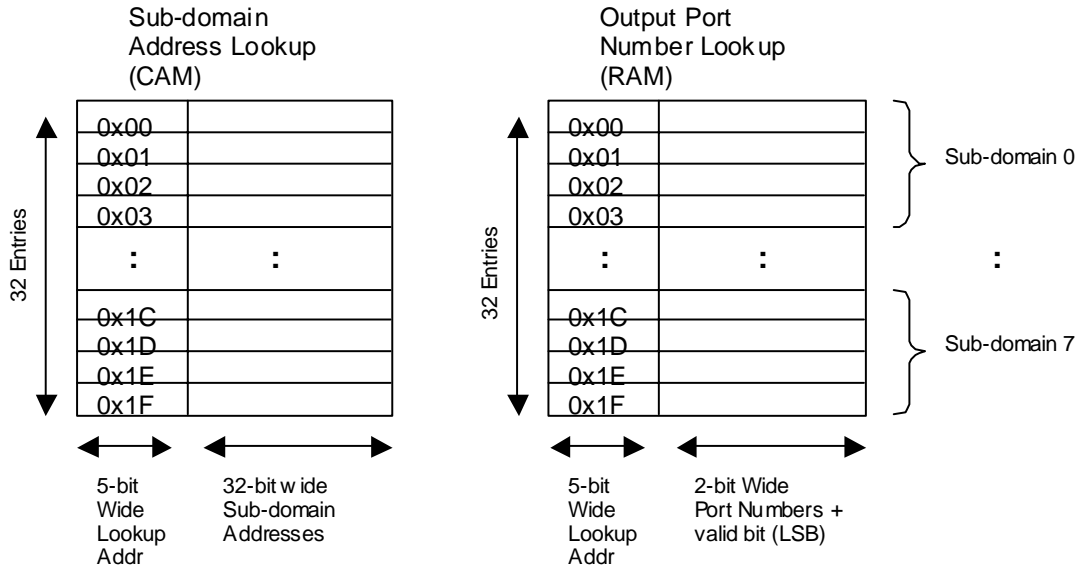 Sub-domain
Address Lookup
(CAM)
0x00
0x01
0x02
0x03
:
:
0x1C
0x1D
0x1E
0x1F
32 Entries
5-bit
Wide
Lookup
Addr
32-bit wide
Sub-domain
Addresses
Output Port
Number Lookup
(RAM)
0x00
0x01
0x02
0x03
:
:
0x1C
0x1D
0x1E
0x1F
32 Entries
5-bit
Wide
Lookup
Addr
2-bit Wide
Port Numbers +
valid bit (LSB)
Sub-domain 0
:
Sub-domain 7